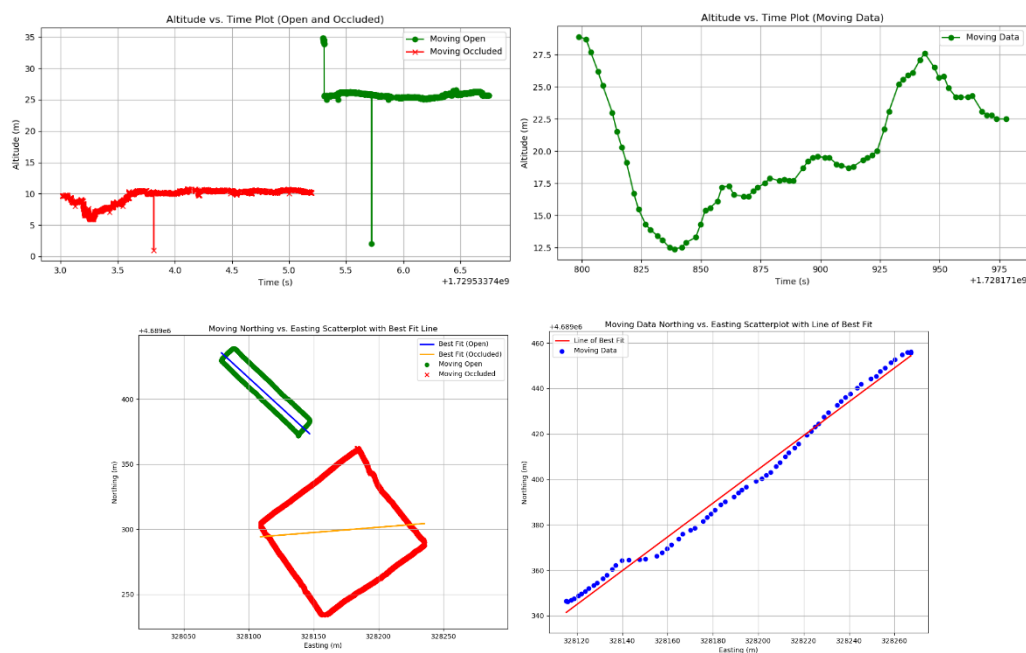 Altitude vs. Time Plot (Open and Occluded)
Moving Open
Moving Occluded
Altitude (m)
35
30
25
20
15
10
5
0
3.0 3.5 4.0 4.5 5.0 5.5 6.0 6.5
Time (s)
+1.72953374e9
Altitude vs. Time Plot (Moving Data)
Moving Data
Altitude (m)
27.5
25.0
22.5
20.0
17.5
15.0
12.5
800 825 850 875 900 925 950 975
Time (s)
+1.728171e9
Moving Northing vs. Easting Scatterplot with Best Fit Line
+4.689e6
Best Fit (Open)
Best Fit (Occluded)
Moving Open
Moving Occluded
Northing (m)
400
350
300
250
328050 328100 328150 328200 328250
Easting (m)
Moving Data Northing vs. Easting Scatterplot with Line of Best Fit
+4.689e6
Line of Best Fit
Moving Data
Northing (m)
460
440
420
400
380
360
340
328120 328140 328160 328180 328200 328220 328240 328260
Easting (m)